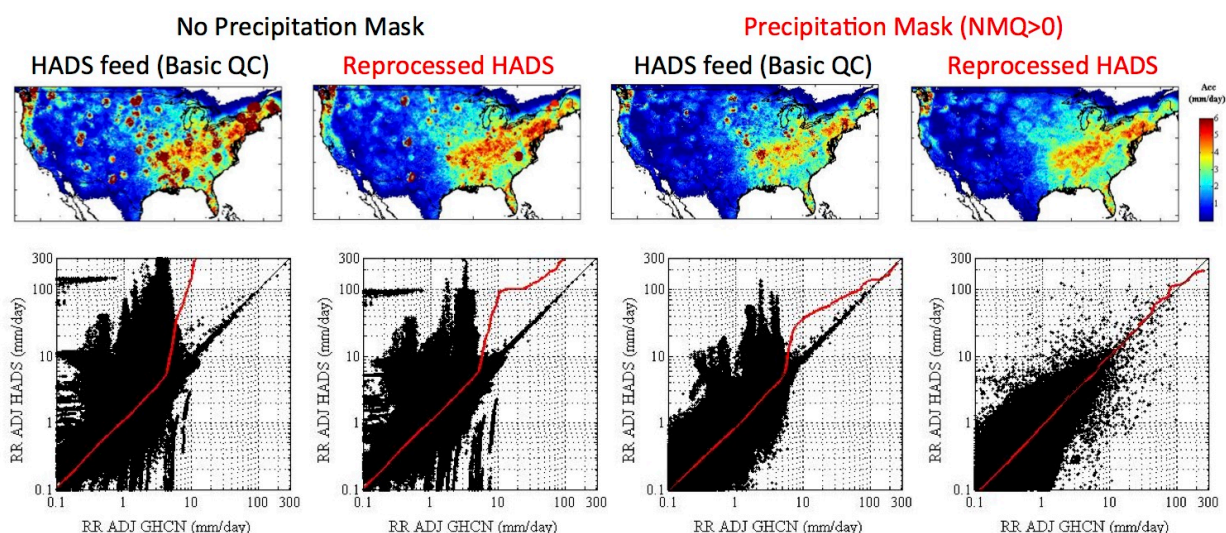 No Precipitation Mask
Precipitation Mask (NMQ>0)
HADS feed (Basic QC)
Reprocessed HADS
HADS feed (Basic QC)
Reprocessed HADS
Acc
(mm/day)
6
5
4
3
2
1
300
100
10
1
0.1
RR ADJ HADS (mm/day)
0.1 1 10 100 300
RR ADJ GHCN (mm/day)
300
100
10
1
0.1
RR ADJ HADS (mm/day)
0.1 1 10 100 300
RR ADJ GHCN (mm/day)
300
100
10
1
0.1
RR ADJ HADS (mm/day)
0.1 1 10 100 300
RR ADJ GHCN (mm/day)
300
100
10
1
0.1
RR ADJ HADS (mm/day)
0.1 1 10 100 300
RR ADJ GHCN (mm/day)